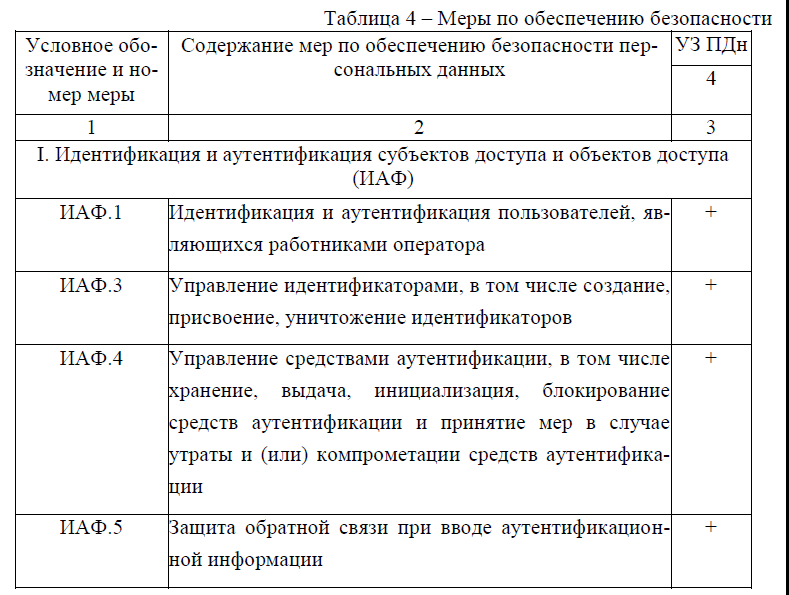 Таблица 4 – Меры по обеспечению безопасности
Условное обо-
значение и но-
мер меры
Содержание мер по обеспечению безопасности пер-
сональных данных
УЗ ПДн
4
1
2
3
I. Идентификация и аутентификация субъектов доступа и объектов доступа
(ИАФ)
ИАФ.1
Идентификация и аутентификация пользователей, яв-
ляющихся работниками оператора
+
ИАФ.3
Управление идентификаторами, в том числе создание,
присвоение, уничтожение идентификаторов
+
ИАФ.4
Управление средствами аутентификации, в том числе
хранение, выдача, инициализация, блокирование
средств аутентификации и принятие мер в случае
утраты и (или) компрометации средств аутентифика-
ции
+
ИАФ.5
Защита обратной связи при вводе аутентификацион-
ной информации
+